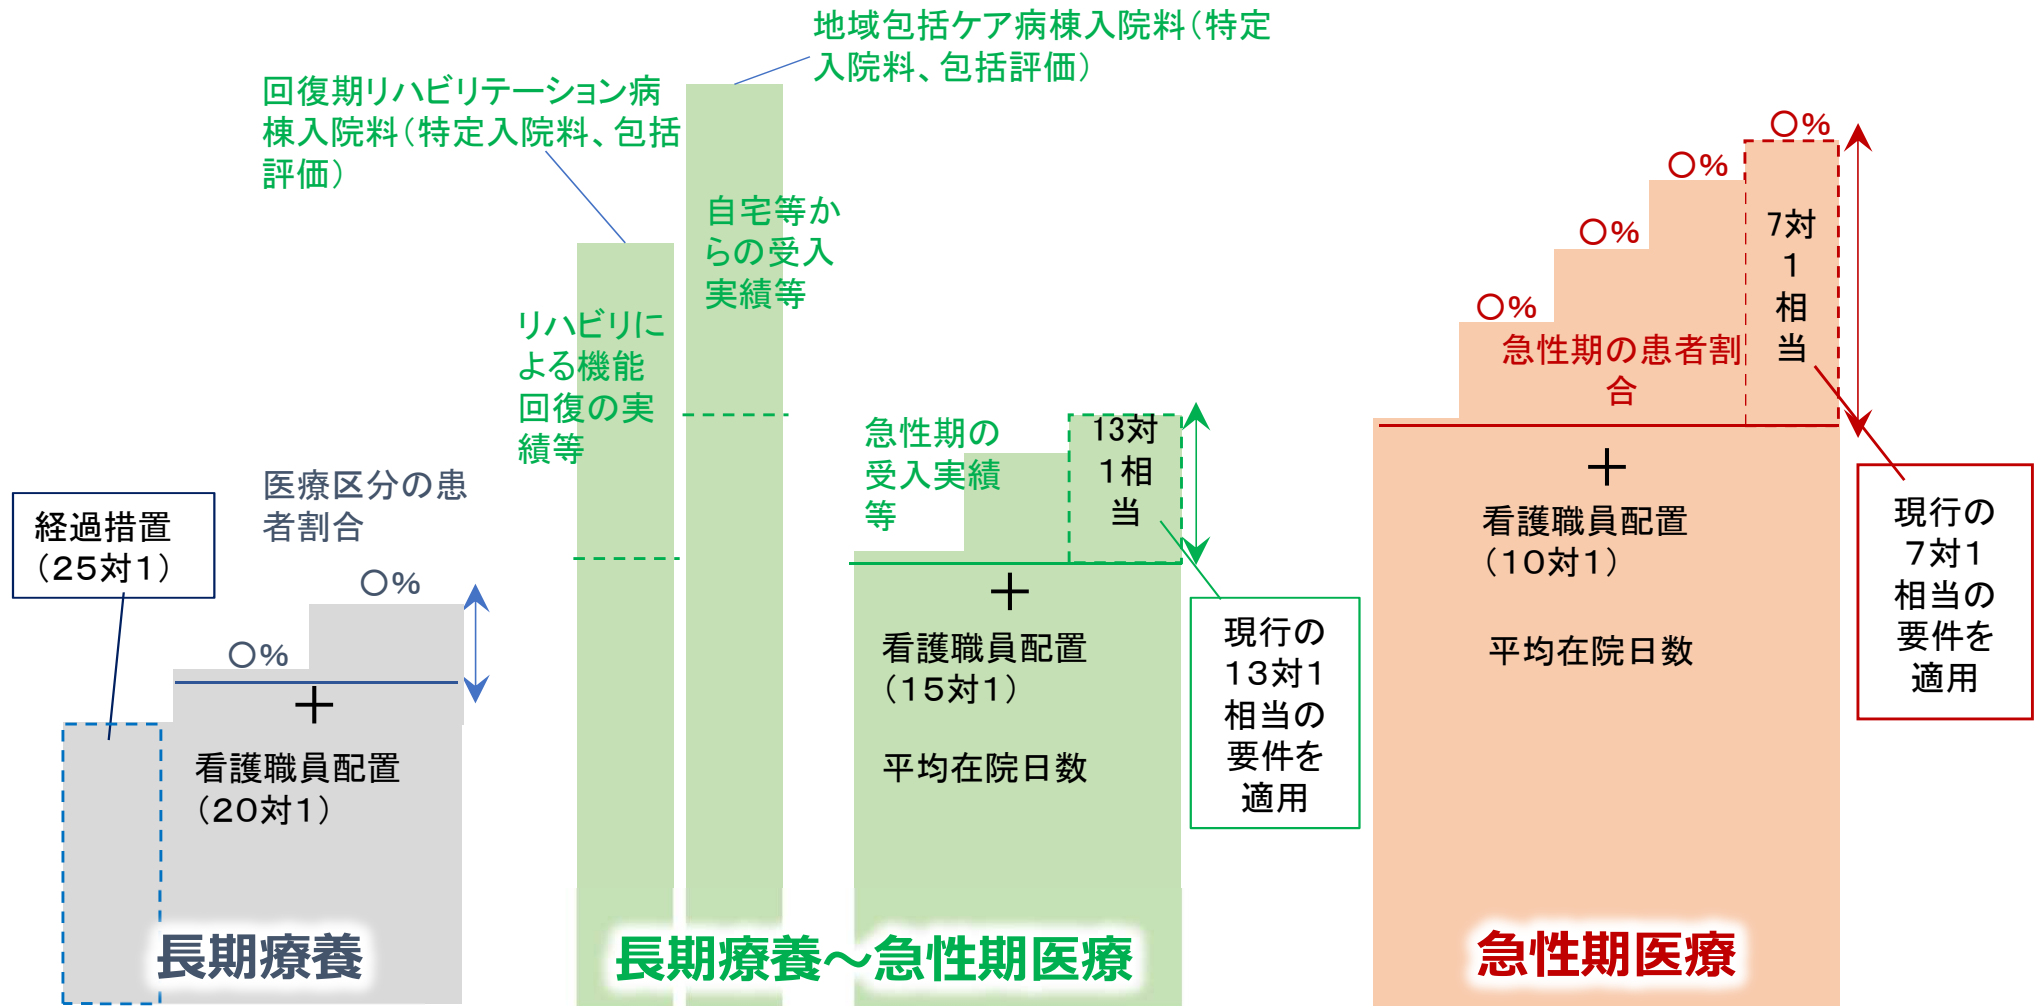 地域包括ケア病棟入院料（特定
入院料、包括評価）
回復期リハビリテーション病
棟入院料（特定入院料、包括
評価）
自宅等か
らの受入
実績等
リハビリに
よる機能
回復の実
績等
急性期の
受入実績
等
13対
1相
当
医療区分の患
者割合
経過措置
（25対1）
〇%
〇%
＋
看護職員配置
（20対1）
長期療養
＋
看護職員配置
（15対1）
平均在院日数
現行の
13対1
相当の
要件を
適用
長期療養～急性期医療
〇%
〇%
〇%
〇%
7対
1
相
当
急性期の患者割
合
＋
看護職員配置
（10対1）
平均在院日数
現行の
7対1
相当の
要件を
適用
急性期医療